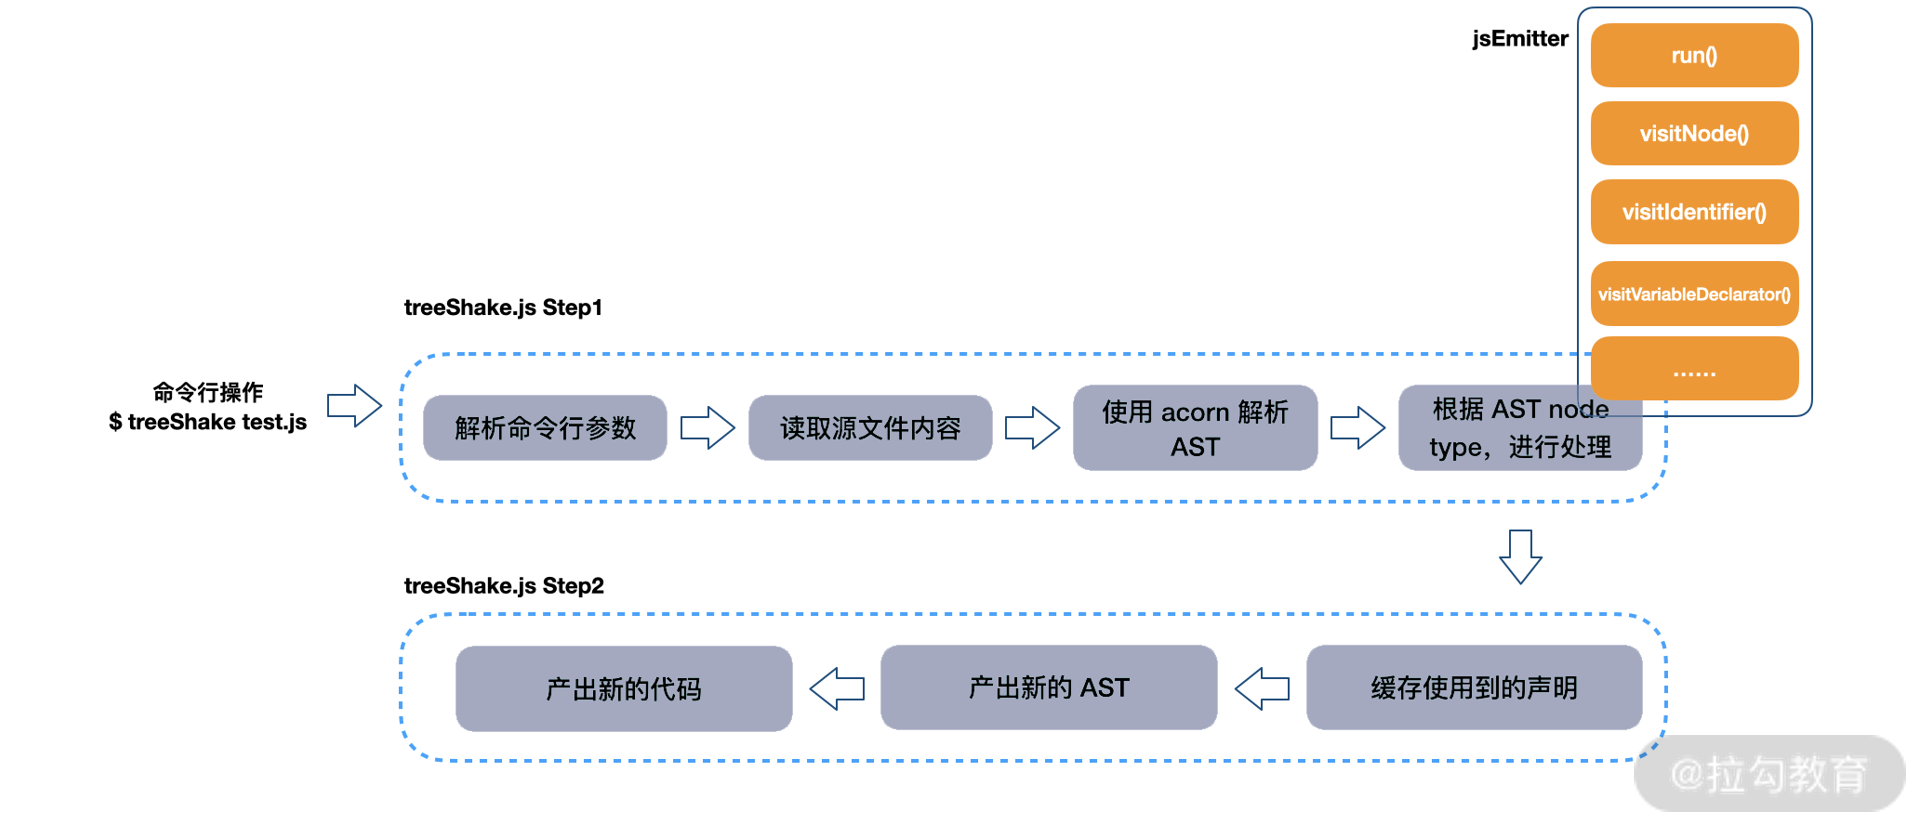 jsEmitter
run()
visitNode()
visitIdentifier()
visitVariableDeclarator()
……
treeShake.js Step1
命令行操作
$ treeShake test.js
解析命令行参数
读取源文件内容
使用 acorn 解析
AST
根据 AST node
type，进行处理
treeShake.js Step2
产出新的代码
产出新的 AST
缓存使用到的声明
@拉勾教育